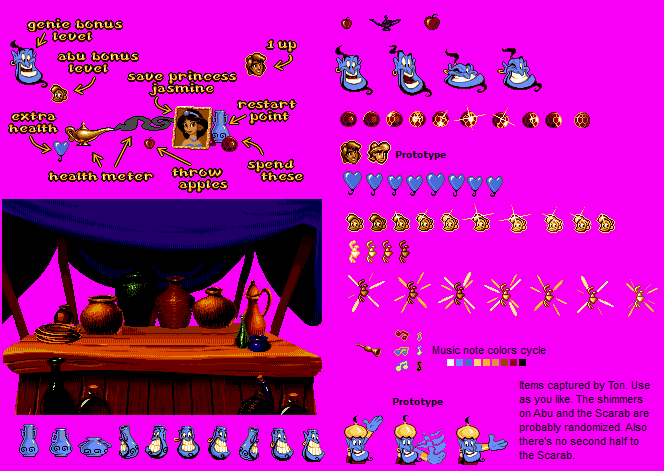 genie bonus
level
abu bonus
level
1 up
save princess
jasmine
restart
point
extra
health
health meter
throw
apples
spend
these
Prototype
Music note colors cycle
Prototype
Items captured by Ton. Use
as you like. The shimmers
on Abu and the Scarab are
probably randomized. Also
there's no second half to
the Scarab.